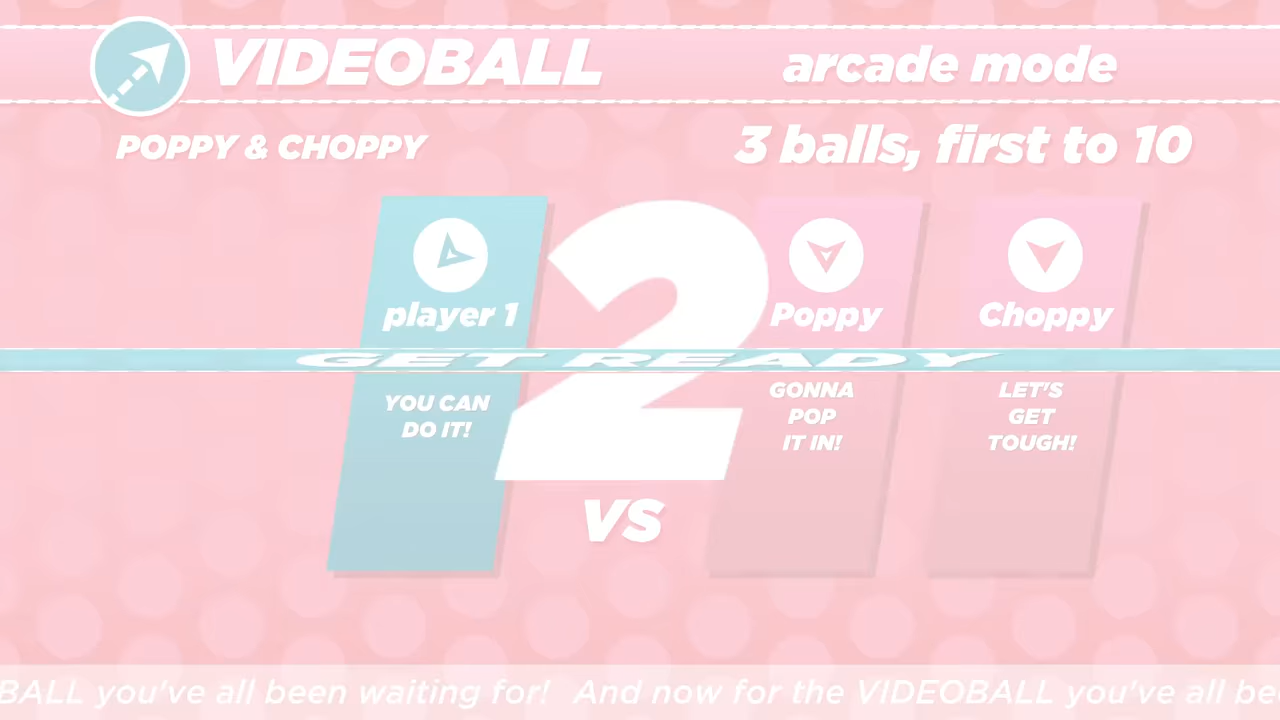 VIDEOBALL
arcade mode
POPPY & CHOPPY
3 balls, first to 10
2
player 1
Poppy
Choppy
GET READY
YOU CAN
DO IT!
GONNA
POP
IT IN!
LET'S
GET
TOUGH!
VS
BALL you've all been waiting for! And now for the VIDEOBALL you've all be